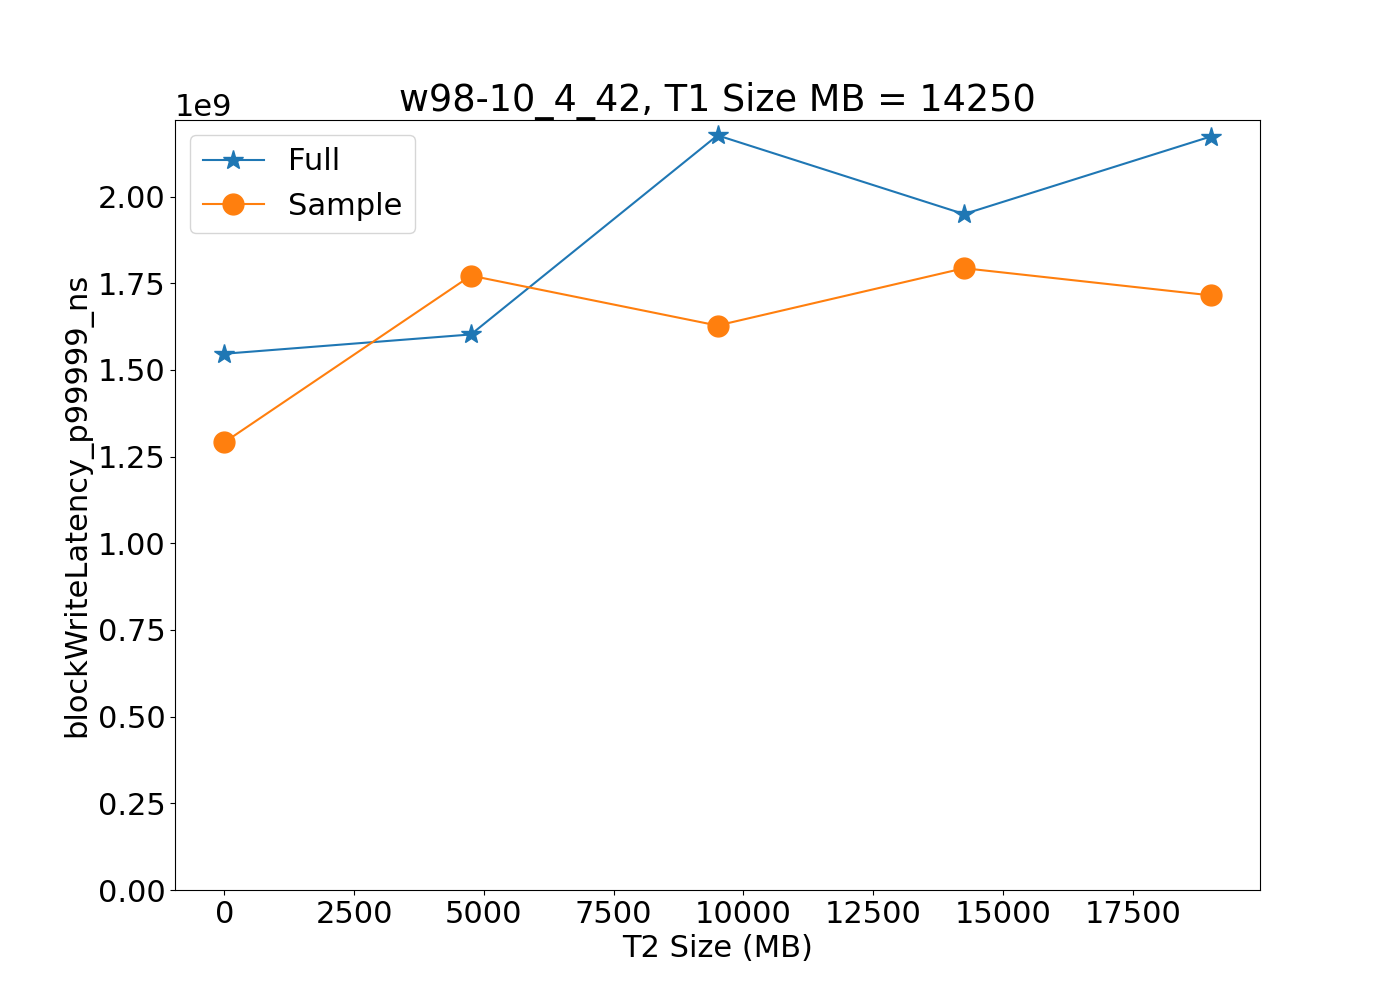 w98-10_4_42, T1 Size MB = 14250
1e9
Full
Sample
2.00
1.75
1.50
1.25
1.00
0.75
0.50
0.25
0.00
blockWriteLatency_p99999_ns
0 2500 5000 7500 10000 12500 15000 17500
T2 Size (MB)